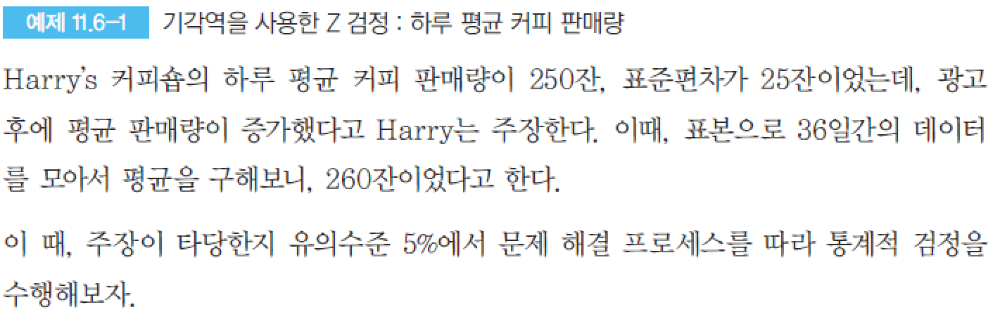 예제 11.6-1 기각역을 사용한 Z 검정 : 하루 평균 커피 판매량
Harry's 커피숍의 하루 평균 커피 판매량이 250잔, 표준편차가 25잔이었는데, 광고
후에 평균 판매량이 증가했다고 Harry는 주장한다. 이때, 표본으로 36일간의 데이터
를 모아서 평균을 구해보니, 260잔이었다고 한다.
이 때, 주장이 타당한지 유의수준 5%에서 문제 해결 프로세스를 따라 통계적 검정을
수행해보자.